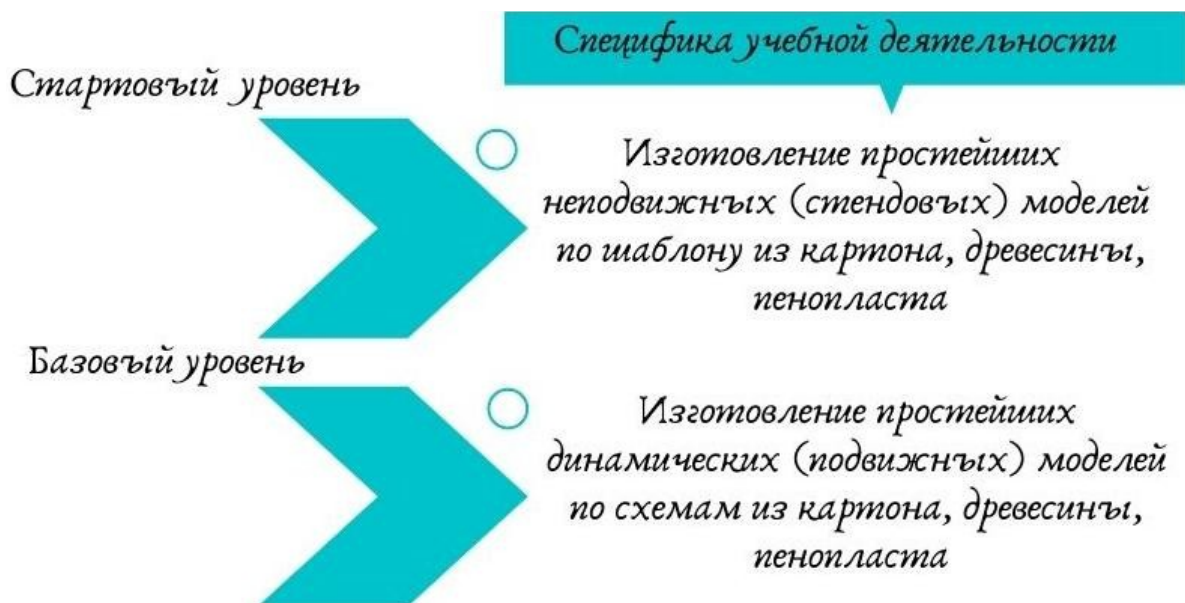 Специфика учебной деятельности
Стартовый уровень
Изготовление простейших
неподвижных (стендовых) моделей
по шаблону из картона, древесины,
пенопласта
Базовый уровень
Изготовление простейших
динамических (подвижных) моделей
по схемам из картона, древесины,
пенопласта